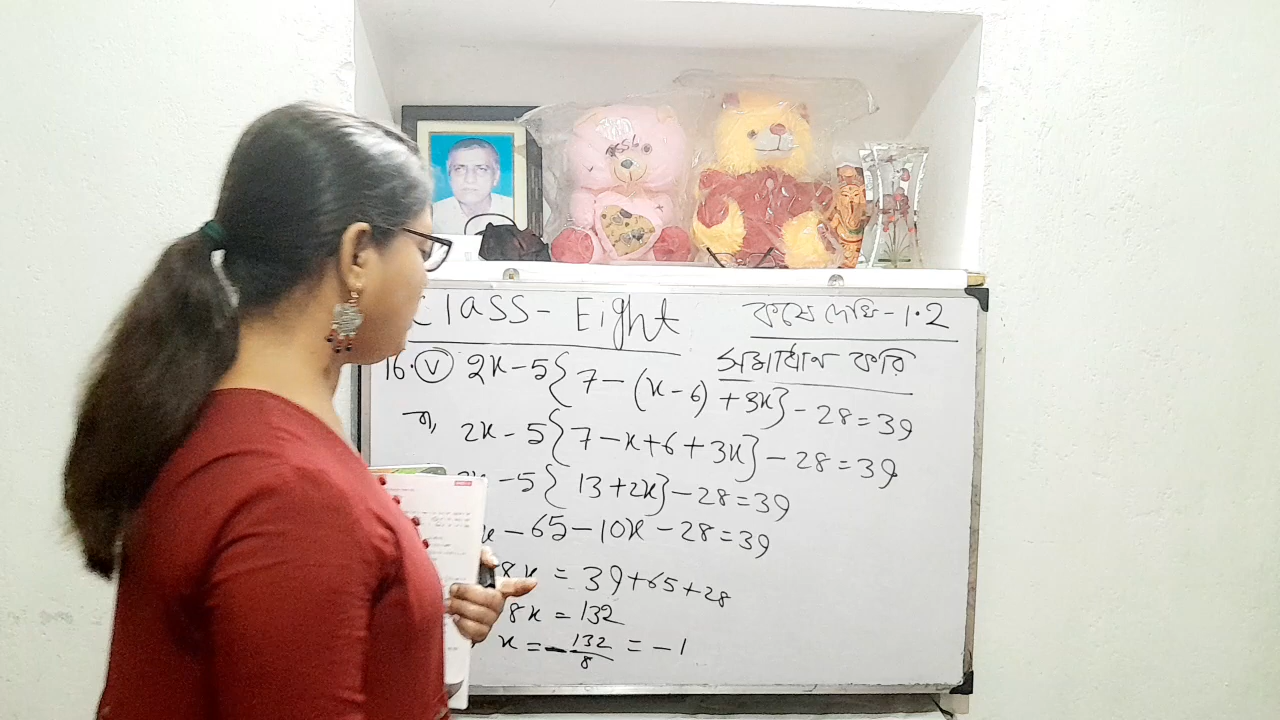 Class - Eight
কষে দেখি - 1.2
সমাধান করি
16. (v) 2x - 5{7 - (x - 6) + 3x} - 28 = 39
বা, 2x - 5{7 - x + 6 + 3x} - 28 = 39
- 5{13 + 2x} - 28 = 39
x - 65 - 10x - 28 = 39
8x = 39 + 65 + 28
8x = 132
x = - 132/8 = - 1